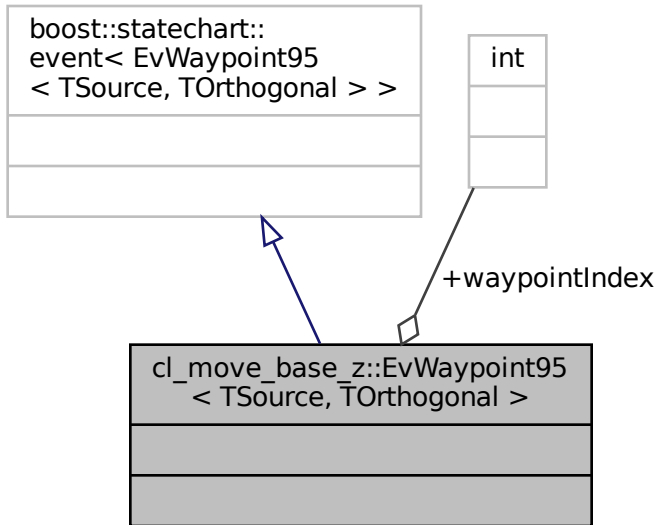 boost::statechart::
event< EvWaypoint95
< TSource, TOrthogonal > >
int
+waypointIndex
cl_move_base_z::EvWaypoint95
< TSource, TOrthogonal >